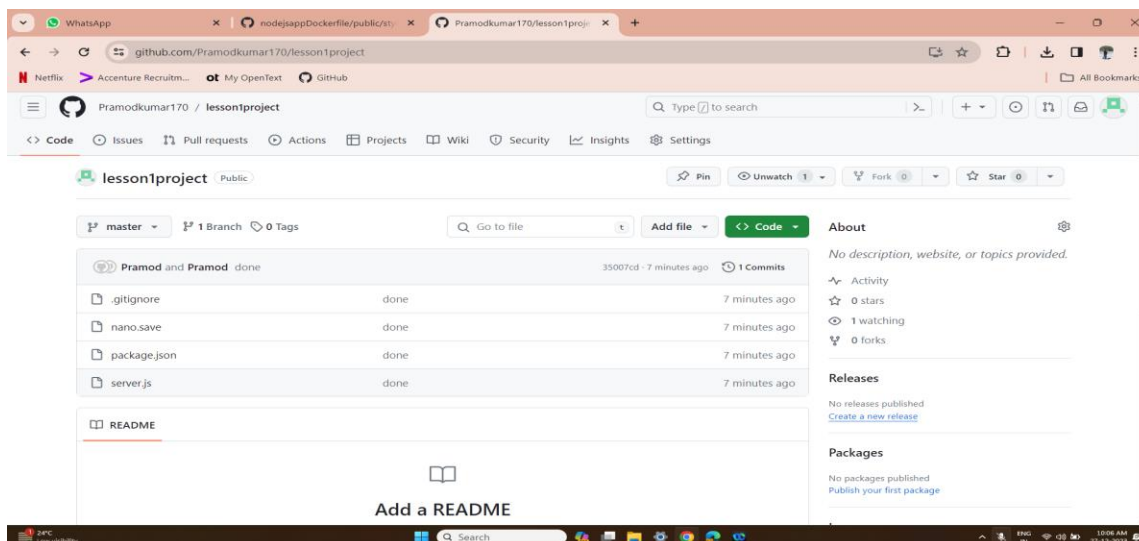 WhatsApp
nodejsappDockerfile/public/sty
Pramodkumar170/lesson1proje
github.com/Pramodkumar170/lesson1project
Netflix
Accenture Recruitm...
ot My OpenText
GitHub
All Bookmarks
Pramodkumar170 / lesson1project
Type / to search
<> Code
Issues
Pull requests
Actions
Projects
Wiki
Security
Insights
Settings
lesson1project Public
Pin
Unwatch 1
Fork 0
Star 0
master
1 Branch
0 Tags
Go to file t
Add file
<> Code
Pramod and Pramod done
35007cd · 7 minutes ago
1 Commits
.gitignore done 7 minutes ago
nano.save done 7 minutes ago
package.json done 7 minutes ago
server.js done 7 minutes ago
README
Add a README
About
No description, website, or topics provided.
Activity
0 stars
1 watching
0 forks
Releases
No releases published
Create a new release
Packages
No packages published
Publish your first package
24°C
Search
ENG
IN
10:06 AM